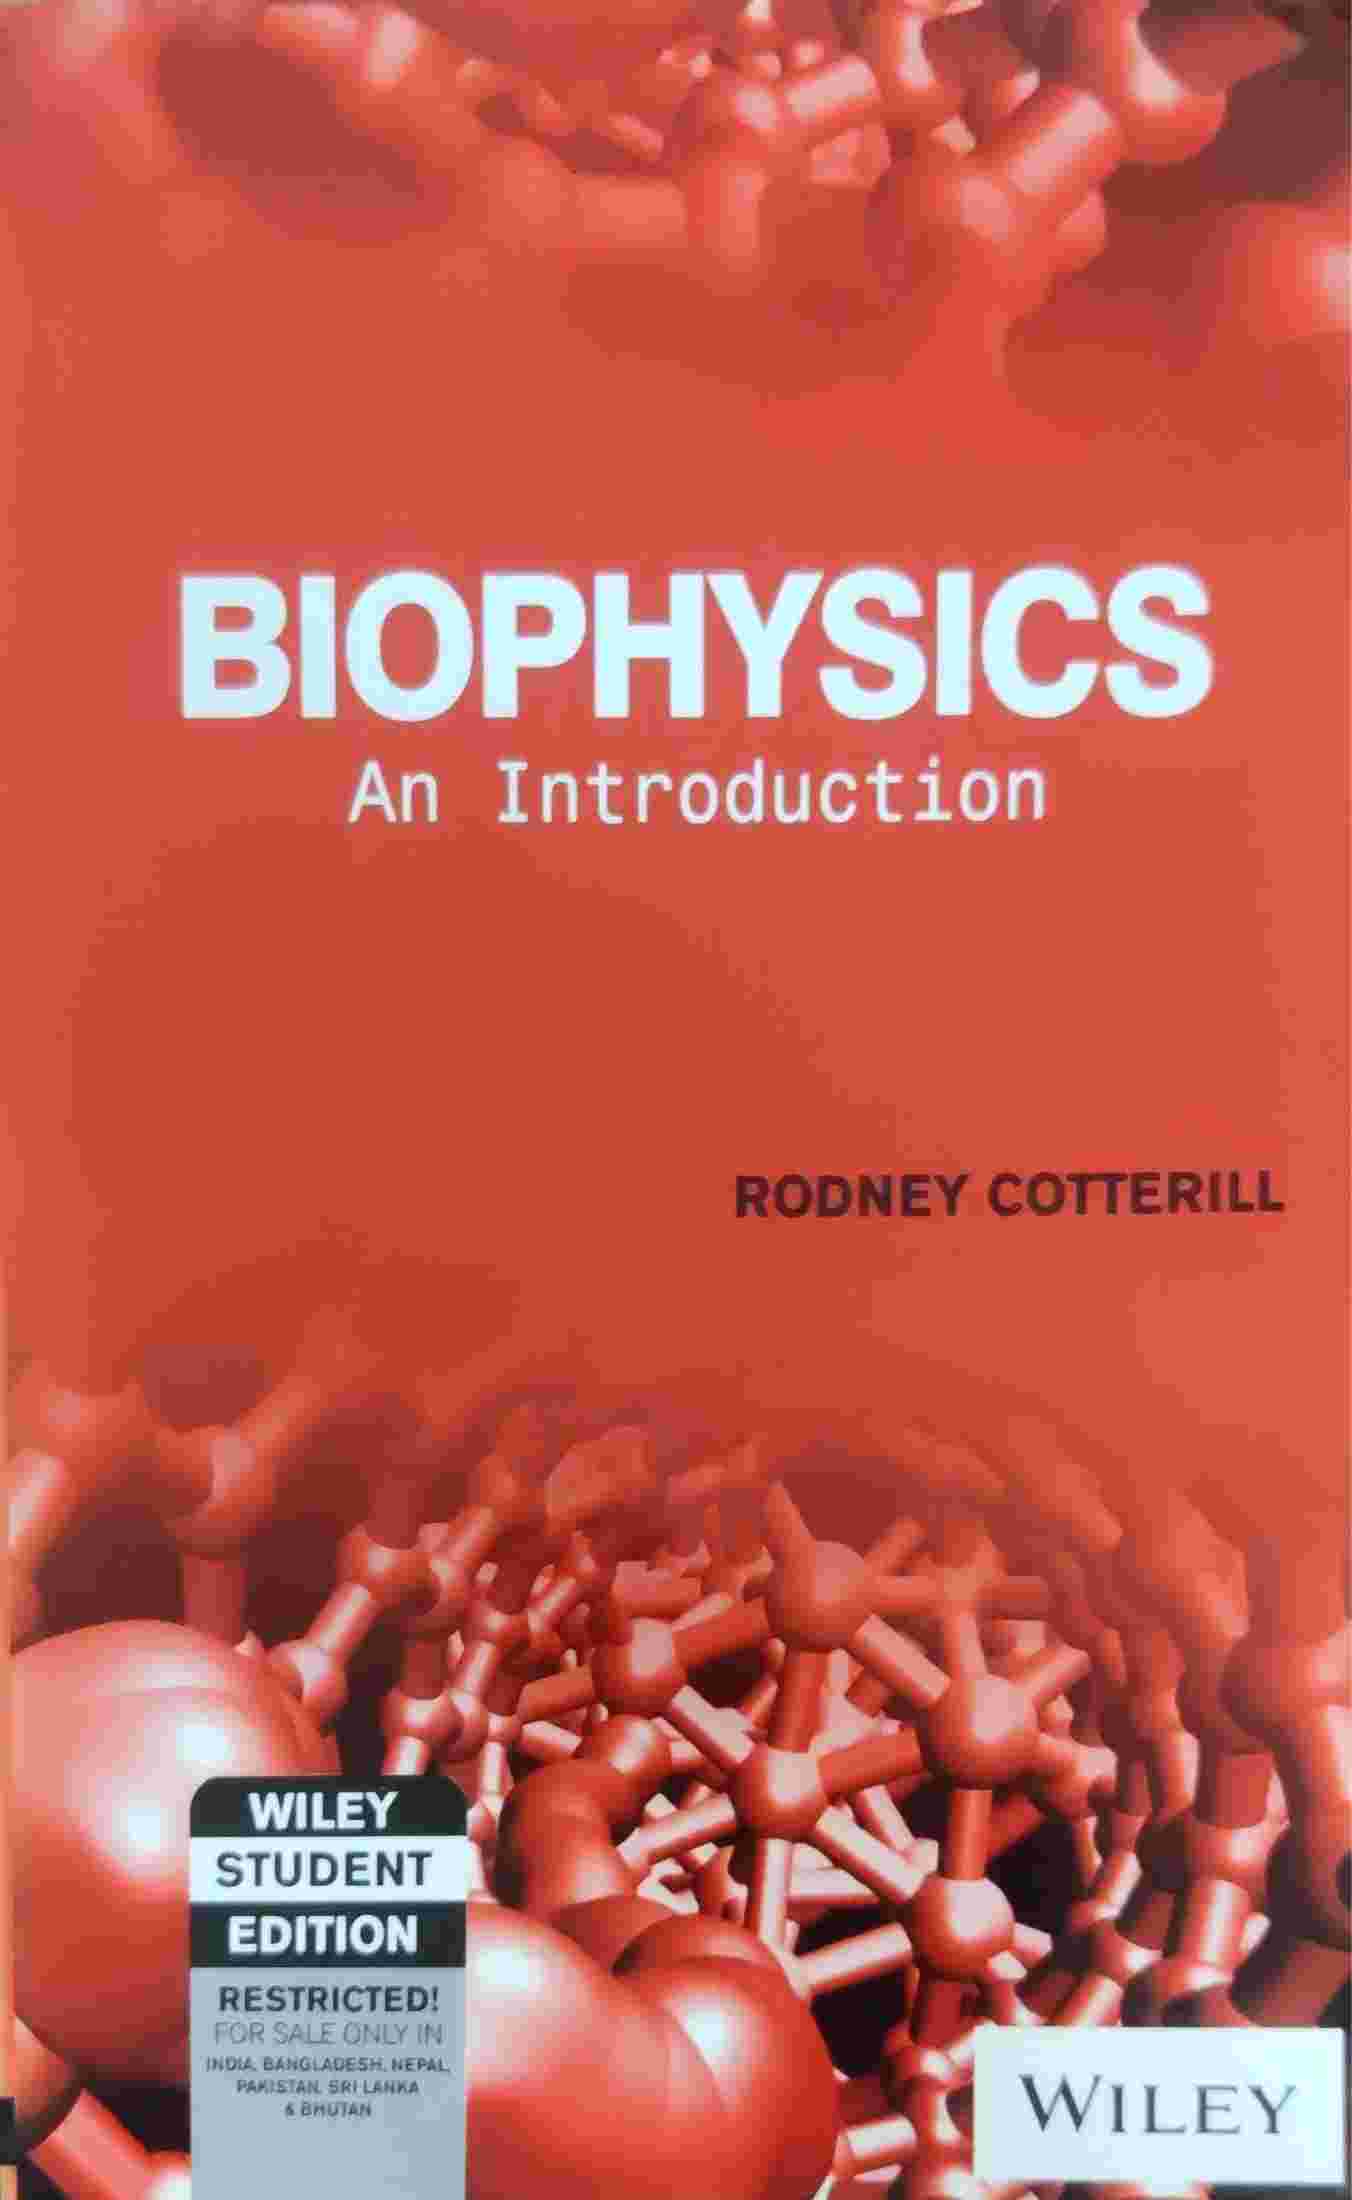 BIOPHYSICS
An Introduction
RODNEY COTTERILL
WILEY
STUDENT
EDITION
RESTRICTED!
FOR SALE ONLY IN
INDIA, BANGLADESH, NEPAL,
PAKISTAN, SRI LANKA
& BHUTAN
WILEY